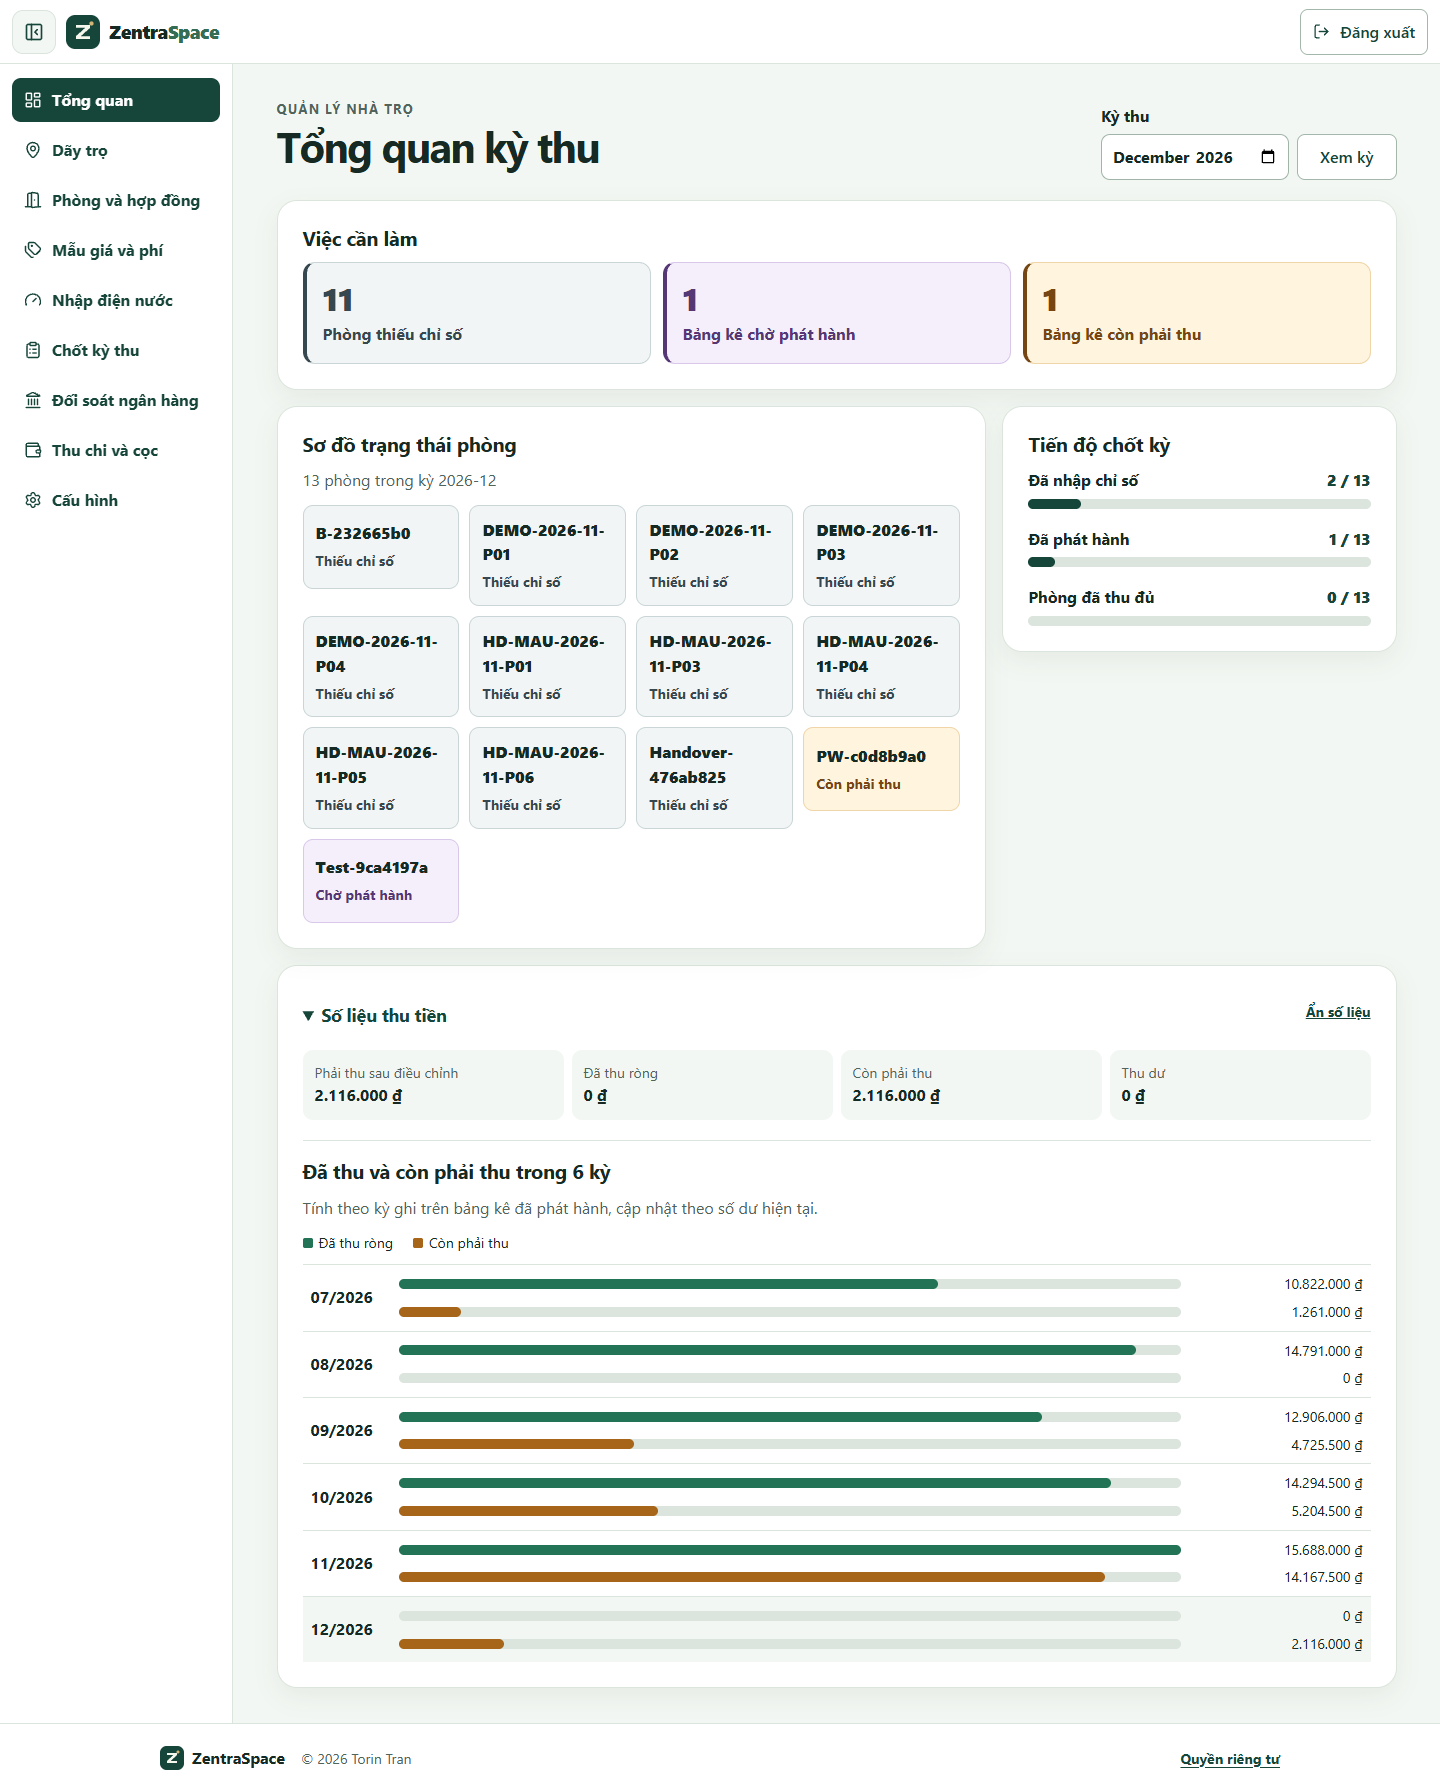 ZentraSpace
Đăng xuất
Tổng quan
Dãy trọ
Phòng và hợp đồng
Mẫu giá và phí
Nhập điện nước
Chốt kỳ thu
Đối soát ngân hàng
Thu chi và cọc
Cấu hình
QUẢN LÝ NHÀ TRỌ
Tổng quan kỳ thu
Kỳ thu
December 2026
Xem kỳ
Việc cần làm
11
Phòng thiếu chỉ số
1
Bảng kê chờ phát hành
1
Bảng kê còn phải thu
Sơ đồ trạng thái phòng
13 phòng trong kỳ 2026-12
B-232665b0
Thiếu chỉ số
DEMO-2026-11-
P01
Thiếu chỉ số
DEMO-2026-11-
P02
Thiếu chỉ số
DEMO-2026-11-
P03
Thiếu chỉ số
DEMO-2026-11-
P04
Thiếu chỉ số
HD-MAU-2026-
11-P01
Thiếu chỉ số
HD-MAU-2026-
11-P03
Thiếu chỉ số
HD-MAU-2026-
11-P04
Thiếu chỉ số
HD-MAU-2026-
11-P05
Thiếu chỉ số
HD-MAU-2026-
11-P06
Thiếu chỉ số
Handover-
476ab825
Thiếu chỉ số
PW-c0d8b9a0
Còn phải thu
Test-9ca4197a
Chờ phát hành
Tiến độ chốt kỳ
Đã nhập chỉ số 2 / 13
Đã phát hành 1 / 13
Phòng đã thu đủ 0 / 13
Số liệu thu tiền
Ẩn số liệu
Phải thu sau điều chỉnh
2.116.000 ₫
Đã thu ròng
0 ₫
Còn phải thu
2.116.000 ₫
Thu dư
0 ₫
Đã thu và còn phải thu trong 6 kỳ
Tính theo kỳ ghi trên bảng kê đã phát hành, cập nhật theo số dư hiện tại.
Đã thu ròng Còn phải thu
07/2026
10.822.000 ₫
1.261.000 ₫
08/2026
14.791.000 ₫
0 ₫
09/2026
12.906.000 ₫
4.725.500 ₫
10/2026
14.294.500 ₫
5.204.500 ₫
11/2026
15.688.000 ₫
14.167.500 ₫
12/2026
0 ₫
2.116.000 ₫
ZentraSpace © 2026 Torin Tran
Quyền riêng tư